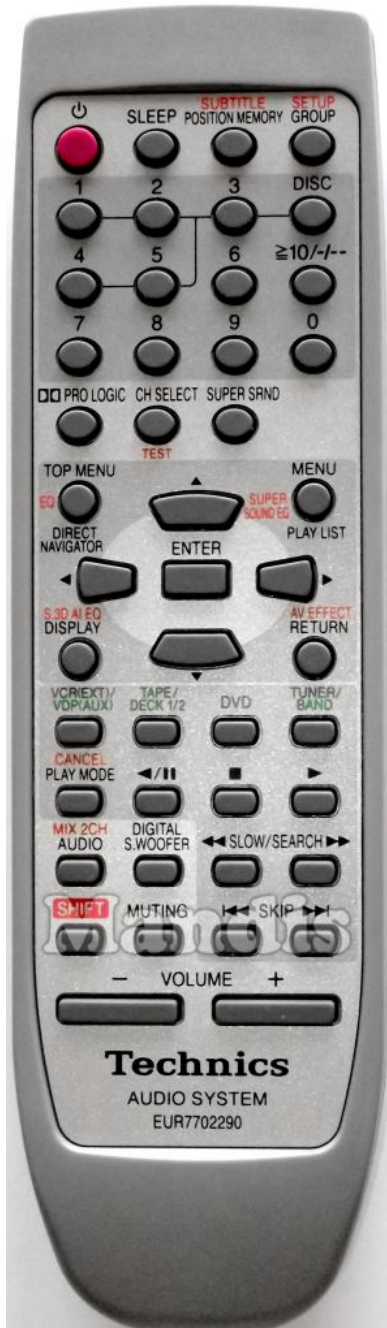 SUBTITLE SETUP
SLEEP POSITION MEMORY GROUP
1 2 3 DISC
4 5 6 ≧10/-/--
7 8 9 0
PRO LOGIC CH SELECT SUPER SRND
TEST
TOP MENU MENU
EQ SUPER
SOUND EQ
DIRECT
NAVIGATOR ENTER PLAY LIST
S.3D AI EQ AV EFFECT
DISPLAY RETURN
VCR(EXT)/ TAPE/ DVD TUNER/
VDP(AUX) DECK 1/2 BAND
CANCEL
PLAY MODE
MIX 2CH DIGITAL
AUDIO S.WOOFER SLOW/SEARCH
SHIFT MUTING SKIP
Mandis
− VOLUME +
Technics
AUDIO SYSTEM
EUR7702290